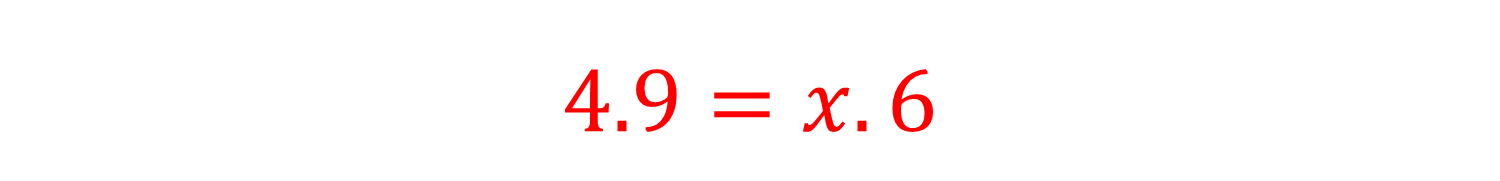 4.9 = x. 6